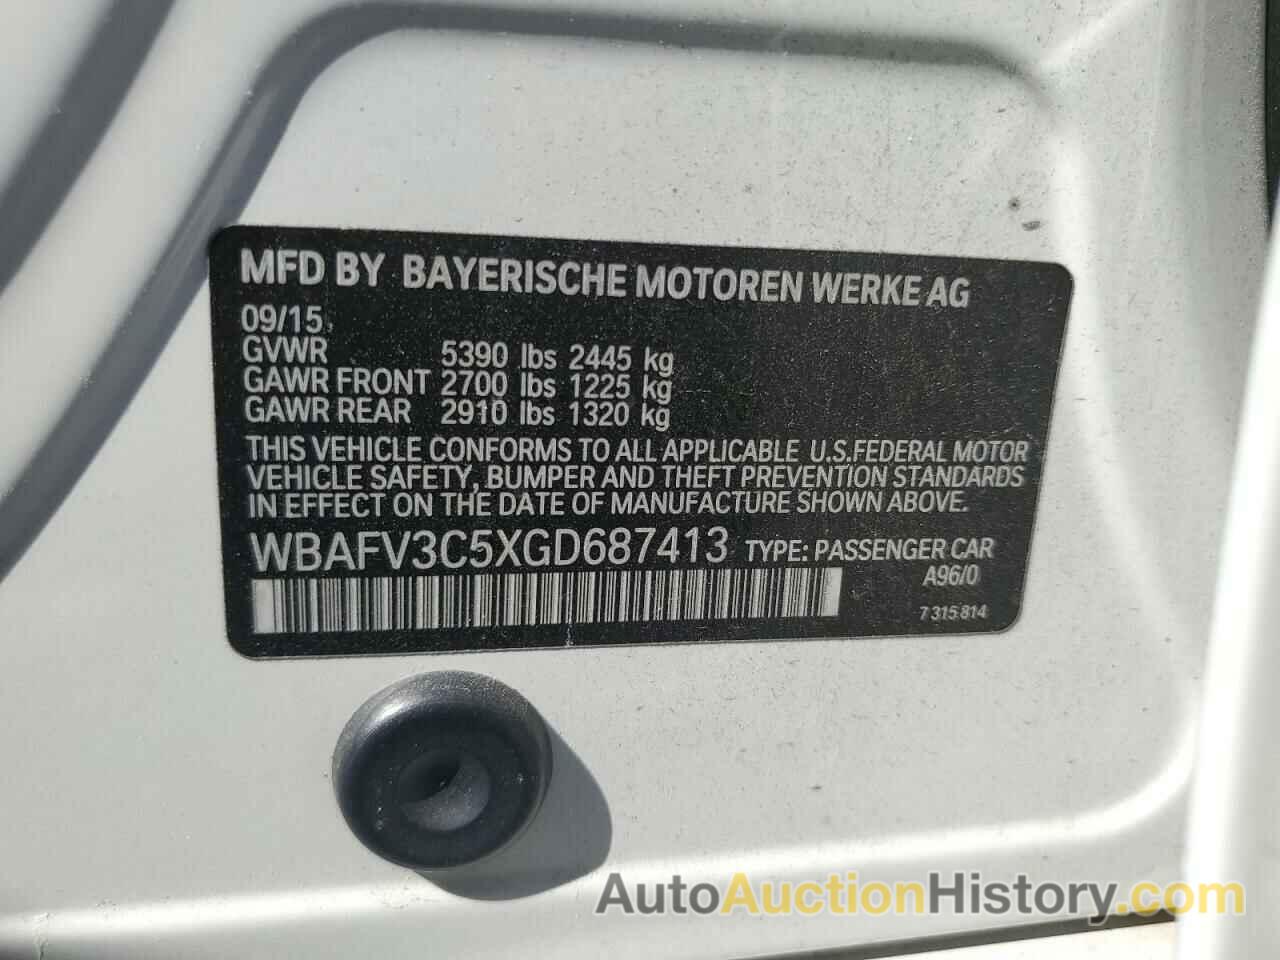 MFD BY BAYERISCHE MOTOREN WERKE AG
09/15
GVWR 5390 lbs 2445 kg
GAWR FRONT 2700 lbs 1225 kg
GAWR REAR 2910 lbs 1320 kg
THIS VEHICLE CONFORMS TO ALL APPLICABLE U.S.FEDERAL MOTOR
VEHICLE SAFETY, BUMPER AND THEFT PREVENTION STANDARDS
IN EFFECT ON THE DATE OF MANUFACTURE SHOWN ABOVE.
WBAFV3C5XGD687413 TYPE: PASSENGER CAR
A96/0
7 315 814
AutoAuctionHistory.com